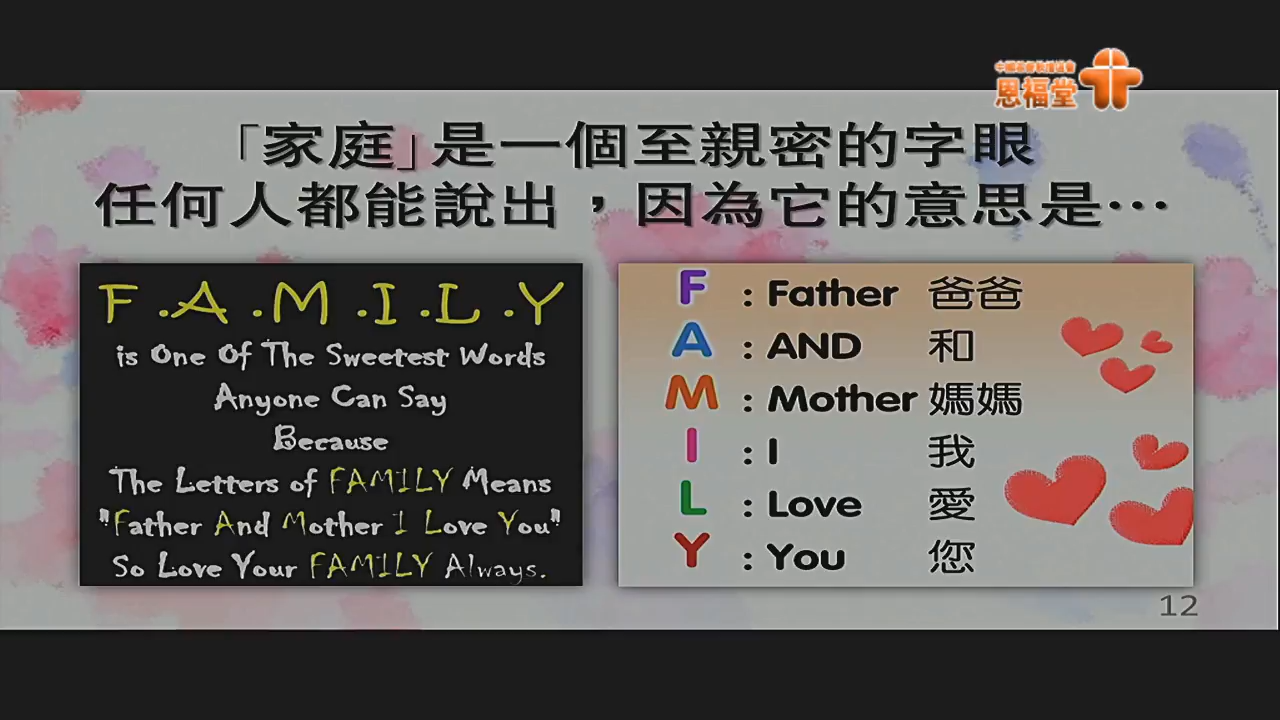 恩福堂
「家庭」是一個至親密的字眼
任何人都能說出，因為它的意思是…
F.A.M.I.L.Y
is One Of The Sweetest Words
Anyone Can Say
Because
The Letters of FAMILY Means
"Father And Mother I Love You"
So Love Your FAMILY Always.
F : Father 爸爸
A : AND 和
M : Mother 媽媽
I : I 我
L : Love 愛
Y : You 您
12